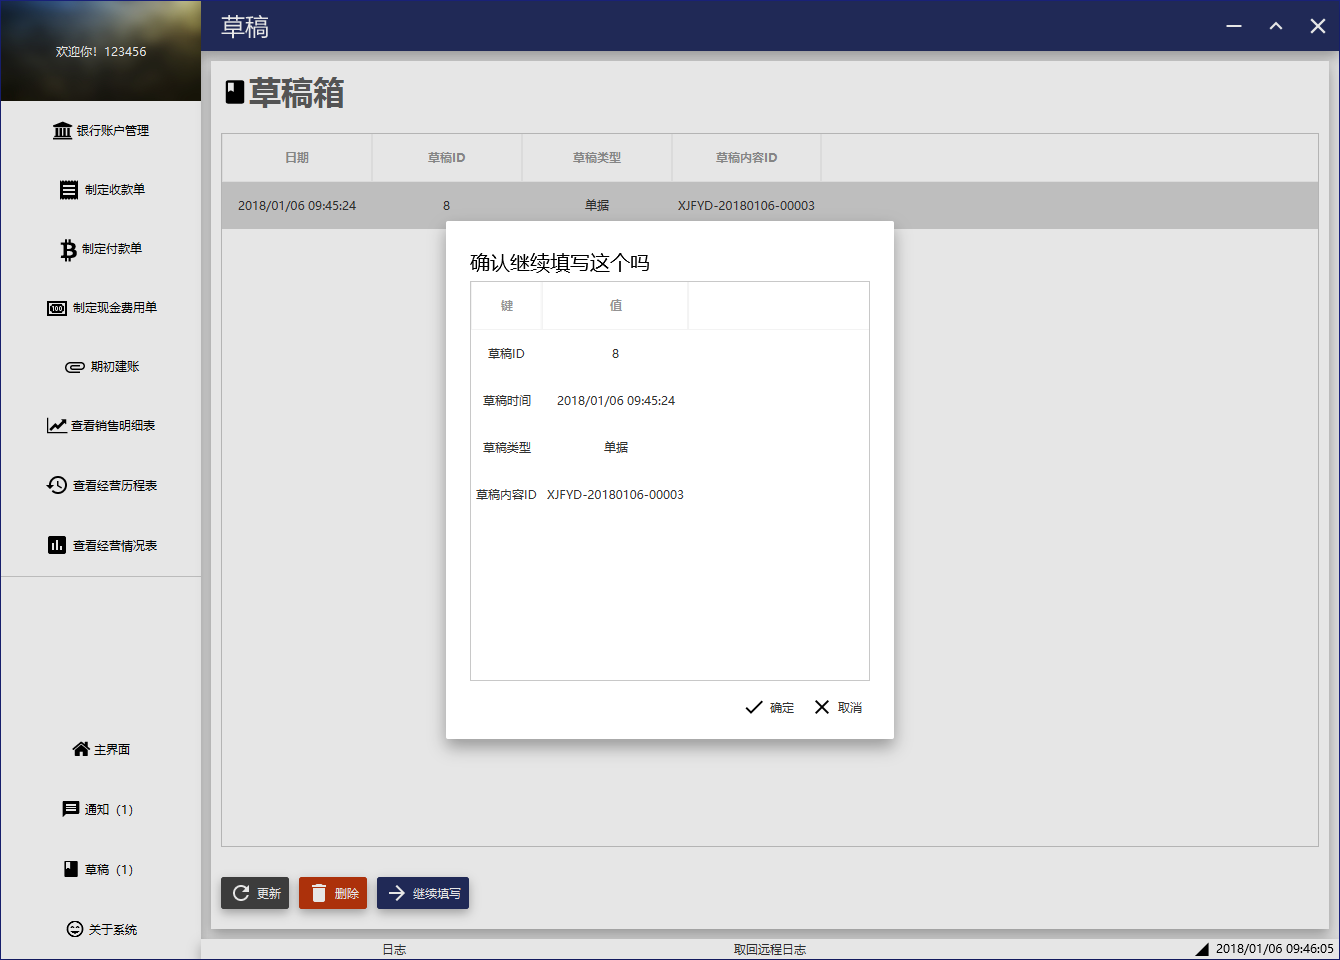 欢迎你！123456
草稿
银行账户管理
制定收款单
制定付款单
制定现金费用单
期初建账
查看销售明细表
查看经营历程表
查看经营情况表
主界面
通知（1）
草稿（1）
关于系统
草稿箱
日期 草稿ID 草稿类型 草稿内容ID
2018/01/06 09:45:24 8 单据 XJFYD-20180106-00003
确认继续填写这个吗
键 值
草稿ID 8
草稿时间 2018/01/06 09:45:24
草稿类型 单据
草稿内容ID XJFYD-20180106-00003
确定 取消
更新 删除 继续填写
日志 取回远程日志 2018/01/06 09:46:05